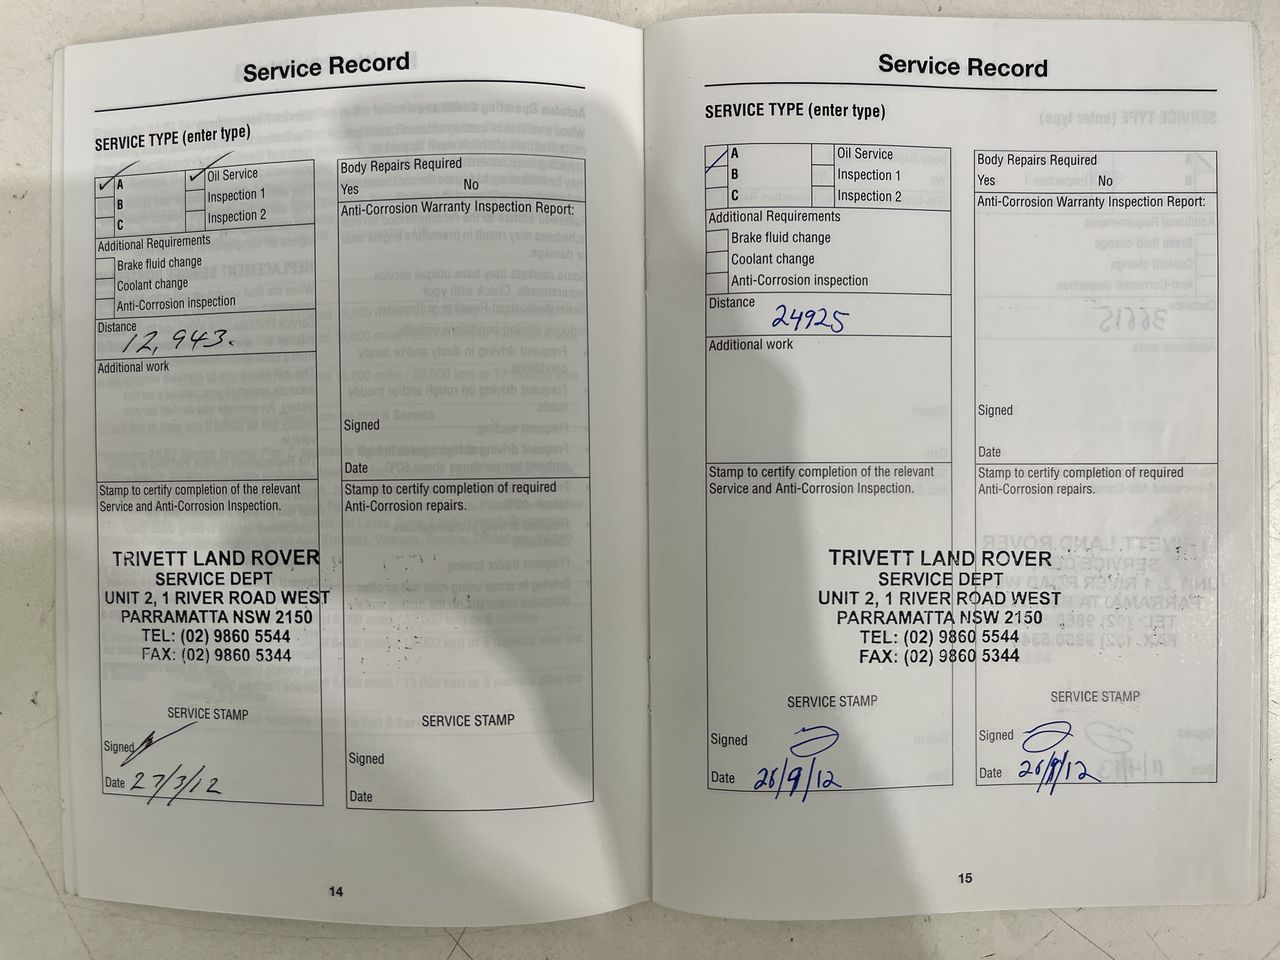 Service Record
SERVICE TYPE (enter type)
A
B
C
Oil Service
Inspection 1
Inspection 2
Additional Requirements
Brake fluid change
Coolant change
Anti-Corrosion inspection
Distance
12,943.
Additional work
Stamp to certify completion of the relevant
Service and Anti-Corrosion Inspection.
TRIVETT LAND ROVER
SERVICE DEPT
UNIT 2, 1 RIVER ROAD WEST
PARRAMATTA NSW 2150
TEL: (02) 9860 5544
FAX: (02) 9860 5344
SERVICE STAMP
Signed
Date 27/3/12
Body Repairs Required
Yes No
Anti-Corrosion Warranty Inspection Report:
Signed
Date
Stamp to certify completion of required
Anti-Corrosion repairs.
SERVICE STAMP
Signed
Date
14
Service Record
SERVICE TYPE (enter type)
A
B
C
Oil Service
Inspection 1
Inspection 2
Additional Requirements
Brake fluid change
Coolant change
Anti-Corrosion inspection
Distance
24925
Additional work
Stamp to certify completion of the relevant
Service and Anti-Corrosion Inspection.
TRIVETT LAND ROVER
SERVICE DEPT
UNIT 2, 1 RIVER ROAD WEST
PARRAMATTA NSW 2150
TEL: (02) 9860 5544
FAX: (02) 9860 5344
SERVICE STAMP
Signed
Date 26/9/12
Body Repairs Required
Yes No
Anti-Corrosion Warranty Inspection Report:
Signed
Date
Stamp to certify completion of required
Anti-Corrosion repairs.
SERVICE STAMP
Signed
Date 26/9/12
15